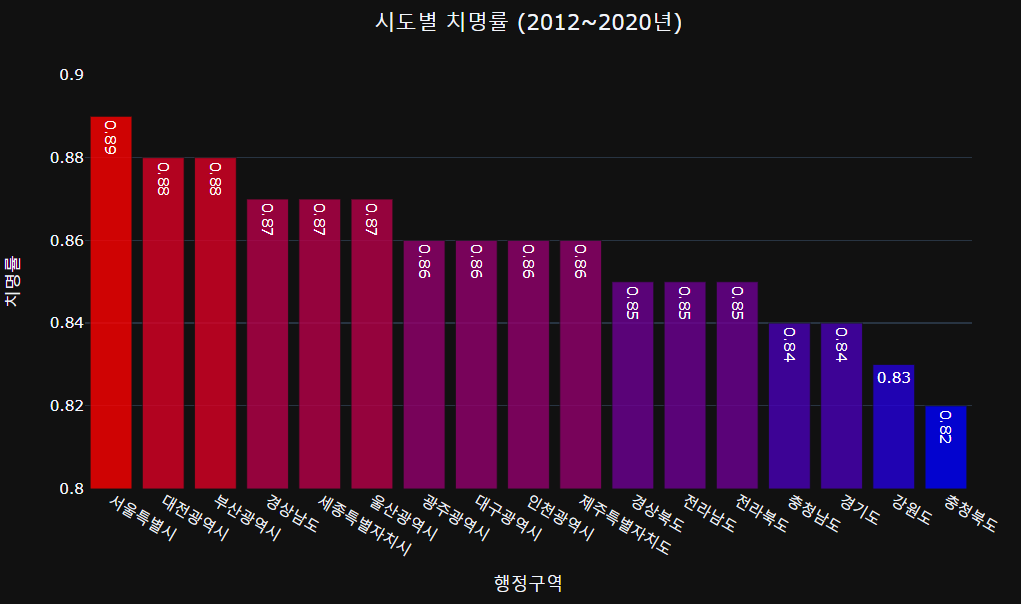 시도별 치명률 (2012~2020년)
0.9
0.88
0.86
0.84
0.82
0.8
치명률
0.89
0.88
0.88
0.87
0.87
0.87
0.86
0.86
0.86
0.86
0.85
0.85
0.85
0.84
0.84
0.83
0.82
서울특별시
대전광역시
부산광역시
경상남도
세종특별자치시
울산광역시
광주광역시
대구광역시
인천광역시
제주특별자치도
경상북도
전라남도
전라북도
충청남도
경기도
강원도
충청북도
행정구역